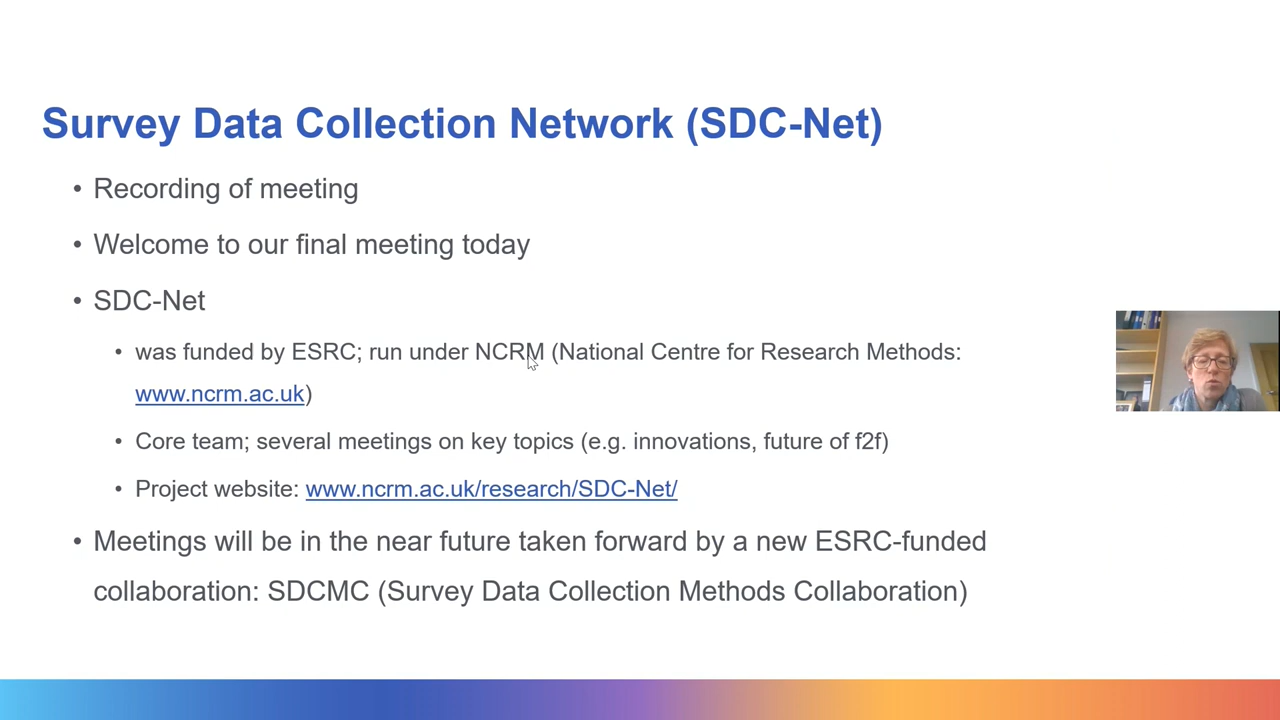 Survey Data Collection Network (SDC-Net)
• Recording of meeting
• Welcome to our final meeting today
• SDC-Net
• was funded by ESRC; run under NCRM (National Centre for Research Methods:
www.ncrm.ac.uk)
• Core team; several meetings on key topics (e.g. innovations, future of f2f)
• Project website: www.ncrm.ac.uk/research/SDC-Net/
• Meetings will be in the near future taken forward by a new ESRC-funded
collaboration: SDCMC (Survey Data Collection Methods Collaboration)